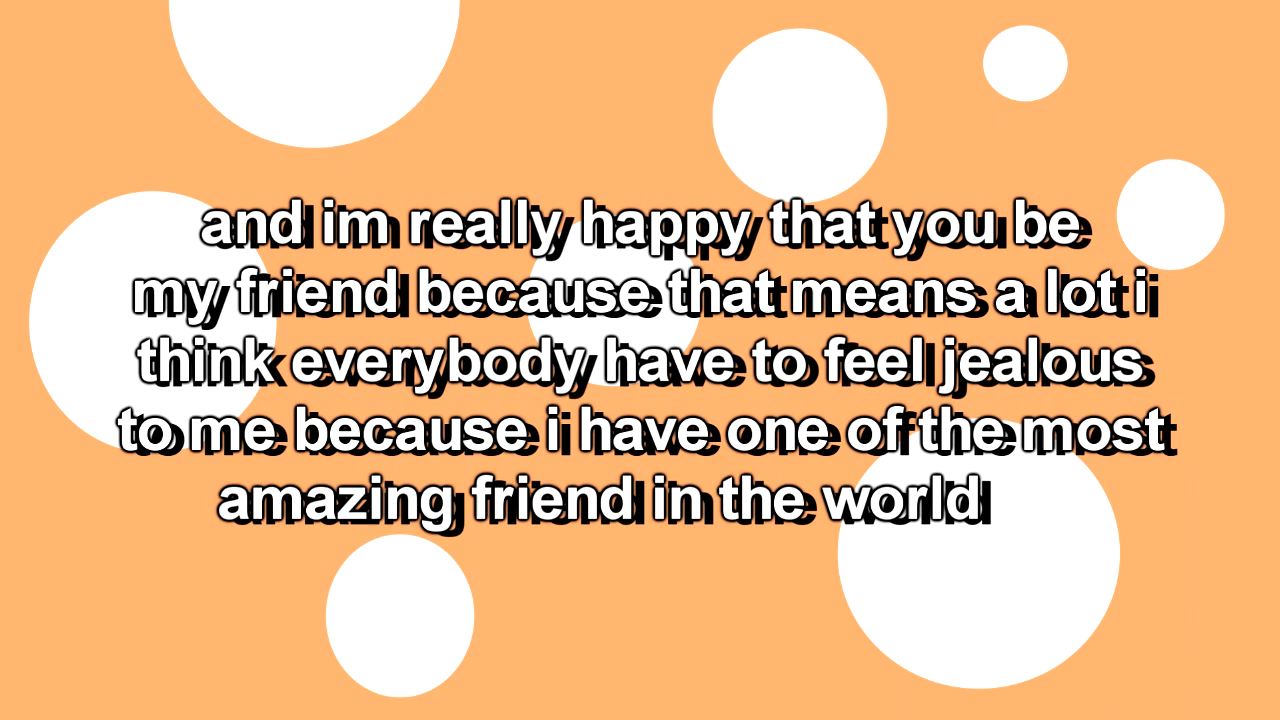 and im really happy that you be
my friend because that means a lot i
think everybody have to feel jealous
to me because i have one of the most
amazing friend in the world